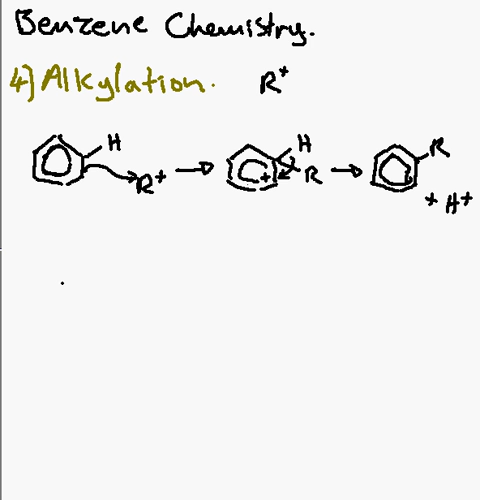 Benzene Chemistry.
4) Alkylation. R⁺
H H R
R⁺ + R
+ H⁺